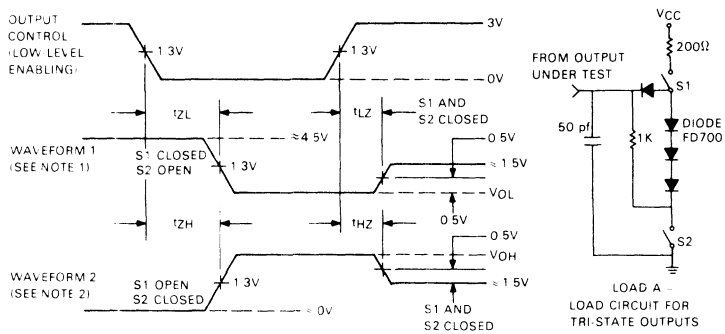 OUTPUT
CONTROL
(LOW-LEVEL
ENABLING)
1 3V
1 3V
3V
0V
tZL
tLZ
S1 AND
S2 CLOSED
WAVEFORM 1
(SEE NOTE 1)
S1 CLOSED
S2 OPEN
≈4 5V
1 3V
0 5V
≈ 1 5V
VOL
0 5V
tZH
tHZ
0 5V
VOH
WAVEFORM 2
(SEE NOTE 2)
S1 OPEN
S2 CLOSED
1 3V
≈ 0V
≈ 1 5V
S1 AND
S2 CLOSED
VCC
200Ω
FROM OUTPUT
UNDER TEST
S1
50 pf
1K
DIODE
FD700
S2
LOAD A –
LOAD CIRCUIT FOR
TRI-STATE OUTPUTS